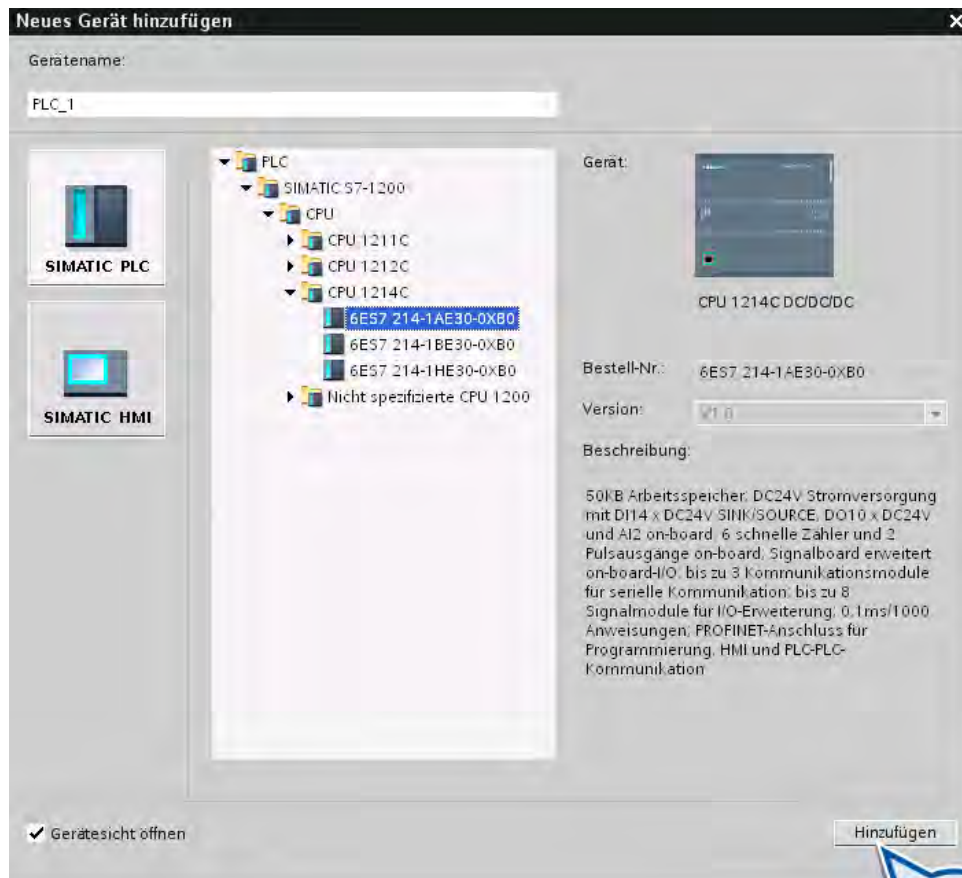 Neues Gerät hinzufügen
Gerätename:
PLC_1
SIMATIC PLC
SIMATIC HMI
PLC
SIMATIC S7-1200
CPU
CPU 1211C
CPU 1212C
CPU 1214C
6ES7 214-1AE30-0XB0
6ES7 214-1BE30-0XB0
6ES7 214-1HE30-0XB0
Nicht spezifizierte CPU 1200
Gerät:
CPU 1214C DC/DC/DC
Bestell-Nr.: 6ES7 214-1AE30-0XB0
Version: V1.0
Beschreibung:
50KB Arbeitsspeicher; DC24V Stromversorgung
mit DI14 x DC24V SINK/SOURCE, DO10 x DC24V
und AI2 on-board; 6 schnelle Zähler und 2
Pulsausgänge on-board; Signalboard erweitert
on-board-I/O; bis zu 3 Kommunikationsmodule
für serielle Kommunikation; bis zu 8
Signalmodule für I/O-Erweiterung; 0,1ms/1000
Anweisungen; PROFINET-Anschluss für
Programmierung, HMI und PLC-PLC-
Kommunikation
Gerätesicht öffnen
Hinzufügen